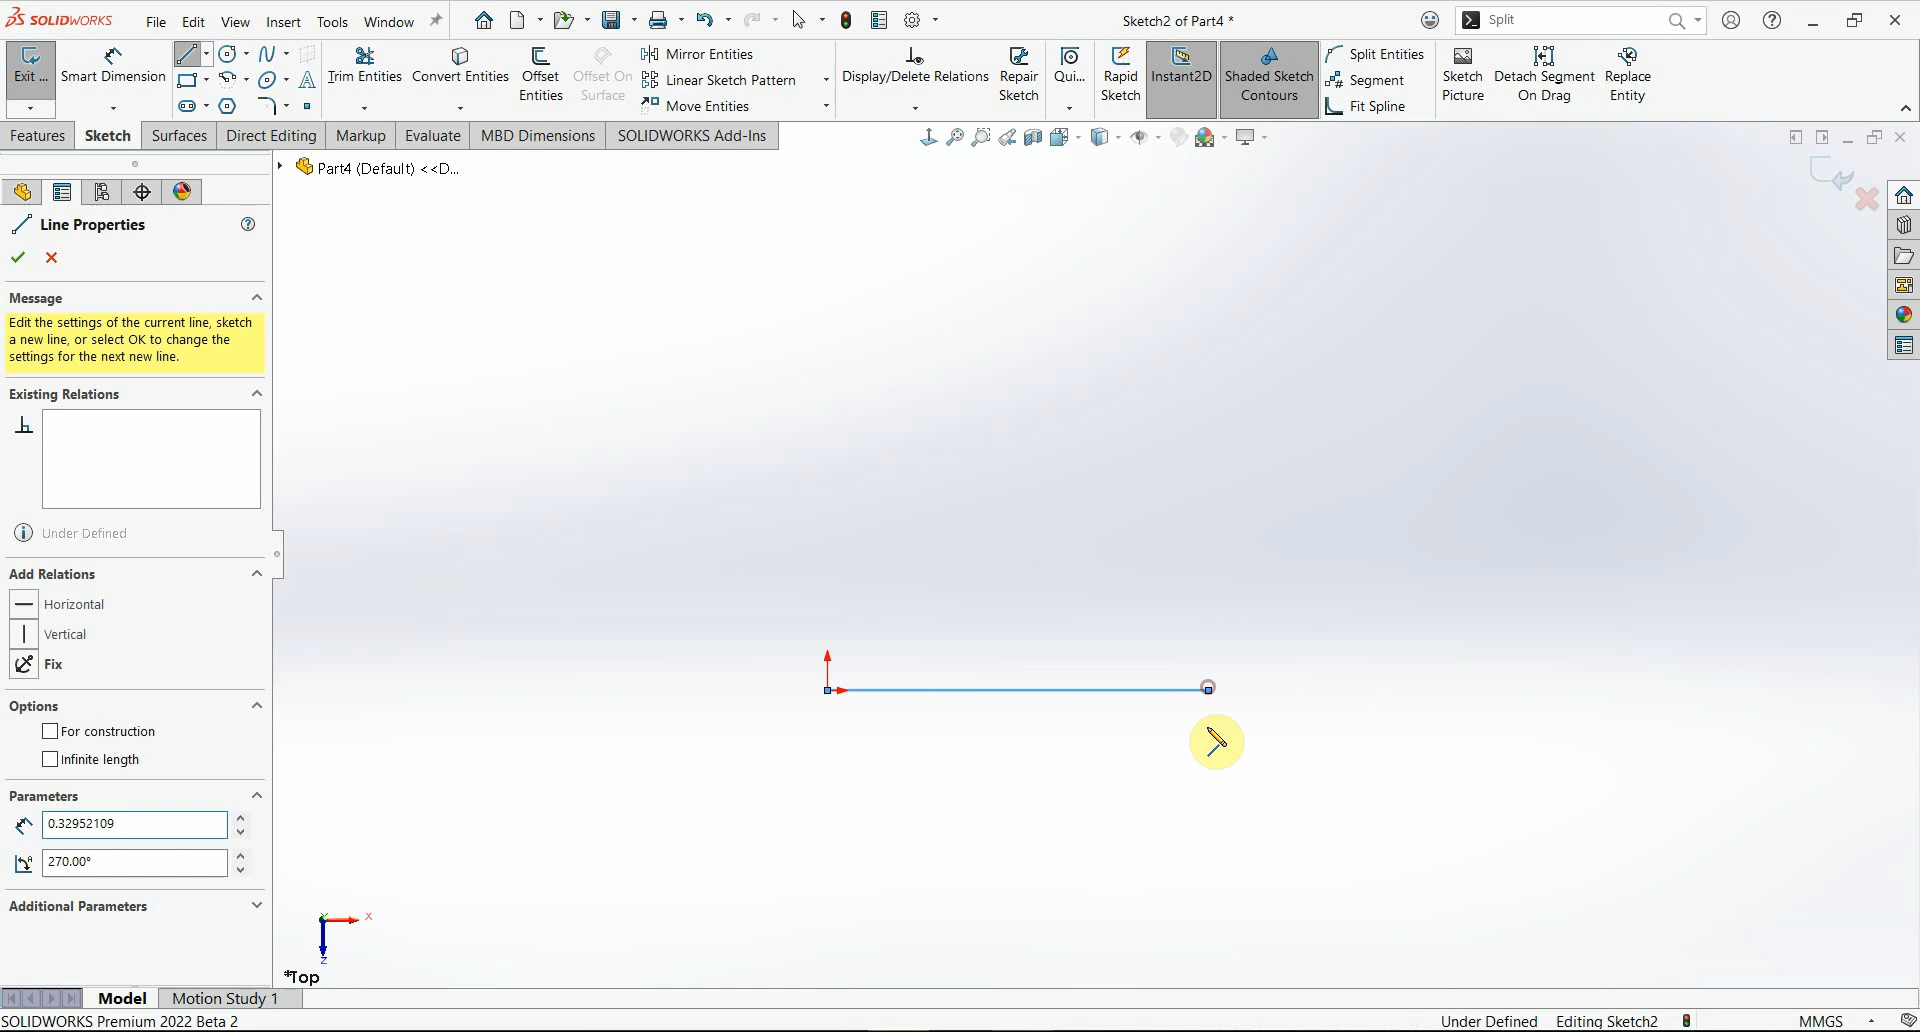 SOLIDWORKS
File Edit View Insert Tools Window
Sketch2 of Part4 *
Split
Exit ...
Smart Dimension
Trim Entities
Convert Entities
Offset Entities
Offset On Surface
Mirror Entities
Linear Sketch Pattern
Move Entities
Display/Delete Relations
Repair Sketch
Qui...
Rapid Sketch
Instant2D
Shaded Sketch Contours
Split Entities
Segment
Fit Spline
Sketch Picture
Detach Segment On Drag
Replace Entity
Features Sketch Surfaces Direct Editing Markup Evaluate MBD Dimensions SOLIDWORKS Add-Ins
Part4 (Default) <<D...
Line Properties
Message
Edit the settings of the current line, sketch
a new line, or select OK to change the
settings for the next new line.
Existing Relations
Under Defined
Add Relations
Horizontal
Vertical
Fix
Options
For construction
Infinite length
Parameters
0.32952109
270.00°
Additional Parameters
Y
X
Z
*Top
Model Motion Study 1
SOLIDWORKS Premium 2022 Beta 2
Under Defined Editing Sketch2 MMGS